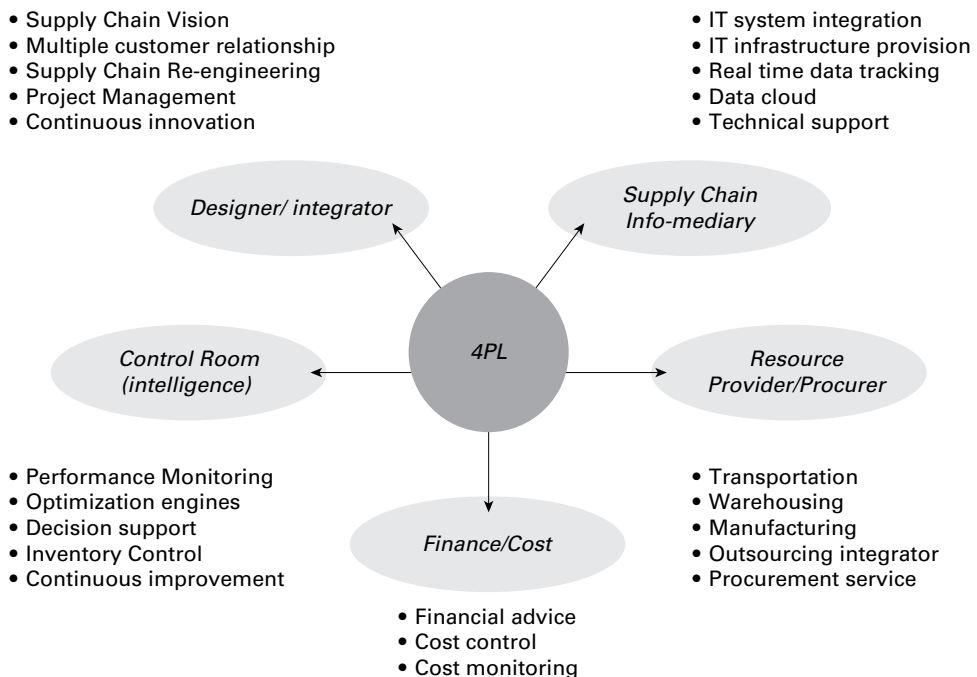 • Supply Chain Vision
• Multiple customer relationship
• Supply Chain Re-engineering
• Project Management
• Continuous innovation
• IT system integration
• IT infrastructure provision
• Real time data tracking
• Data cloud
• Technical support
Designer/ integrator
Supply Chain
Info-mediary
4PL
Control Room
(intelligence)
Resource
Provider/Procurer
• Performance Monitoring
• Optimization engines
• Decision support
• Inventory Control
• Continuous improvement
Finance/Cost
• Transportation
• Warehousing
• Manufacturing
• Outsourcing integrator
• Procurement service
• Financial advice
• Cost control
• Cost monitoring